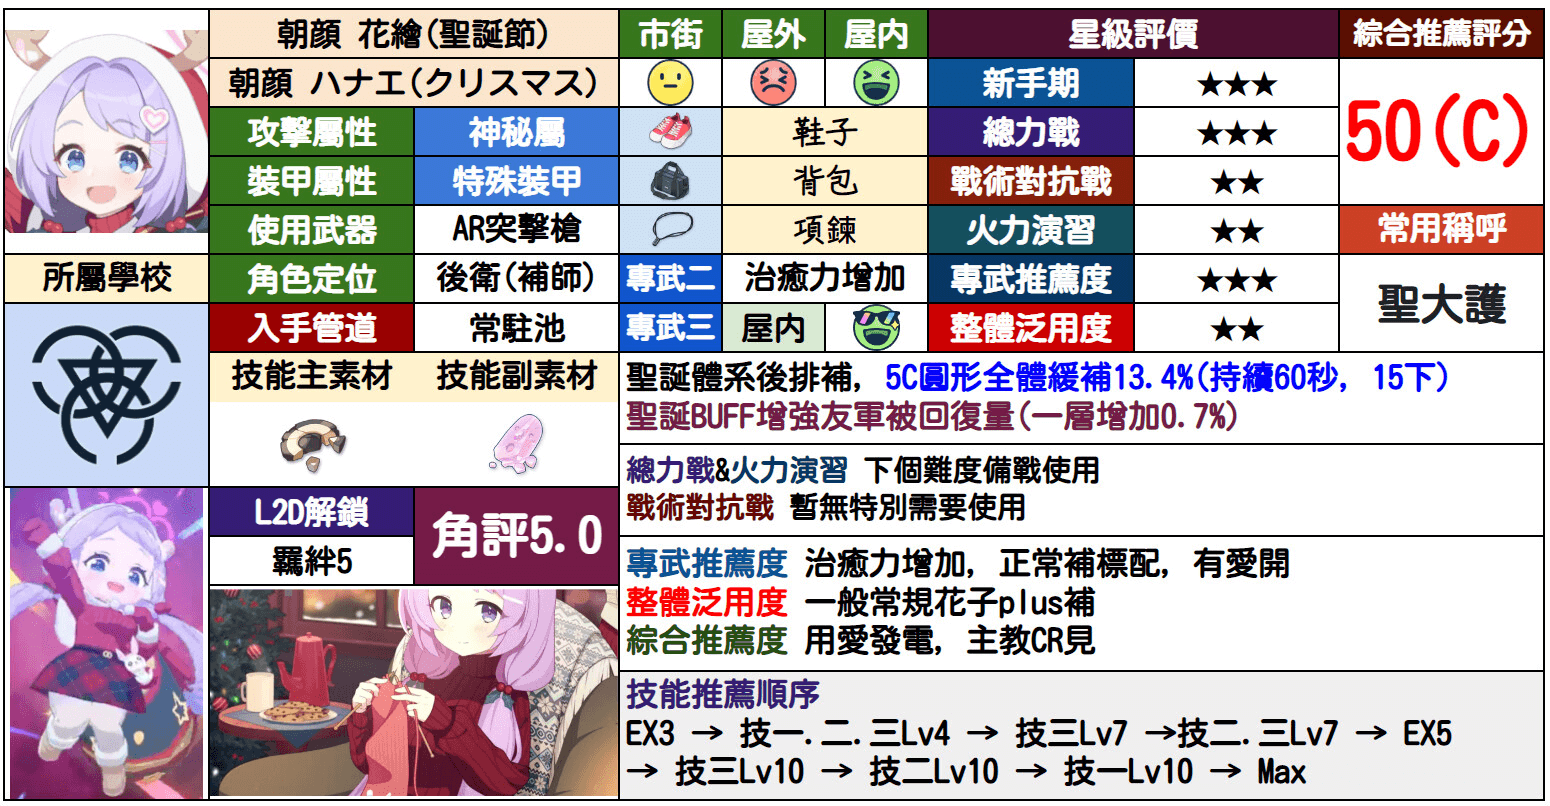 朝顔 花繪(聖誕節)
市街
屋外
屋内
星級評價
綜合推薦評分
朝顔 ハナエ(クリスマス)
新手期
★★★
50(C)
攻擊屬性
神秘屬
鞋子
總力戰
★★★
裝甲屬性
特殊裝甲
背包
戰術對抗戰
★★
使用武器
AR突擊槍
項鍊
火力演習
★★
常用稱呼
所屬學校
角色定位
後衛(補師)
專武二
治癒力增加
專武推薦度
★★★
聖大護
入手管道
常駐池
專武三
屋内
整體泛用度
★★
技能主素材
技能副素材
聖誕體系後排補, 5C圓形全體緩補13.4%(持續60秒, 15下)
聖誕BUFF增強友軍被回復量(一層增加0.7%)
總力戰&火力演習 下個難度備戰使用
戰術對抗戰 暫無特別需要使用
L2D解鎖
角評5.0
羈絆5
專武推薦度 治癒力增加, 正常補標配, 有愛開
整體泛用度 一般常規花子plus補
綜合推薦度 用愛發電, 主教CR見
技能推薦順序
EX3 → 技一.二.三Lv4 → 技三Lv7 →技二.三Lv7 → EX5
→ 技三Lv10 → 技二Lv10 → 技一Lv10 → Max